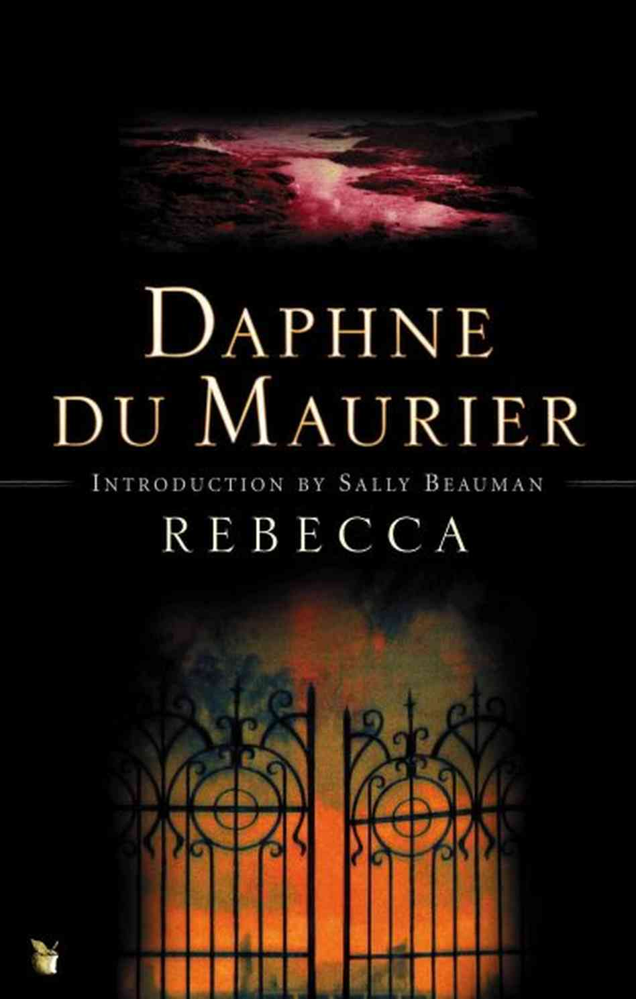 DAPHNE
DU MAURIER
INTRODUCTION BY SALLY BEAUMAN
REBECCA